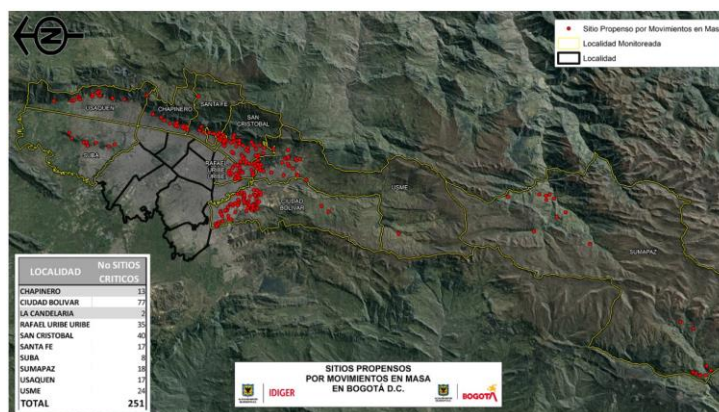 N
Sitio Propenso por Movimientos en Mas
Localidad Monitoreada
Localidad
USAQUEN
CHAPINERO
SANTA FE
SAN
CRISTOBAL
SUBA
RAFAEL
URIBE
URIBE
CIUDAD
BOLIVAR
USME
SUMAPAZ
LOCALIDAD No SITIOS
CRITICOS
CHAPINERO 13
CIUDAD BOLIVAR 77
LA CANDELARIA 2
RAFAEL URIBE URIBE 35
SAN CRISTOBAL 40
SANTA FE 17
SUBA 8
SUMAPAZ 18
USAQUEN 17
USME 24
TOTAL 251
SITIOS PROPENSOS
POR MOVIMIENTOS EN MASA
EN BOGOTÁ D.C.
IDIGER
BOGOTÁ